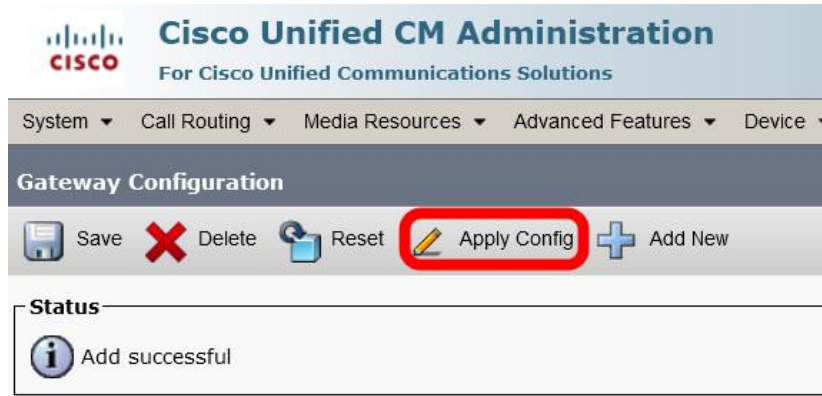 CISCO
Cisco Unified CM Administration
For Cisco Unified Communications Solutions
System Call Routing Media Resources Advanced Features Device
Gateway Configuration
Save Delete Reset Apply Config Add New
Status
Add successful